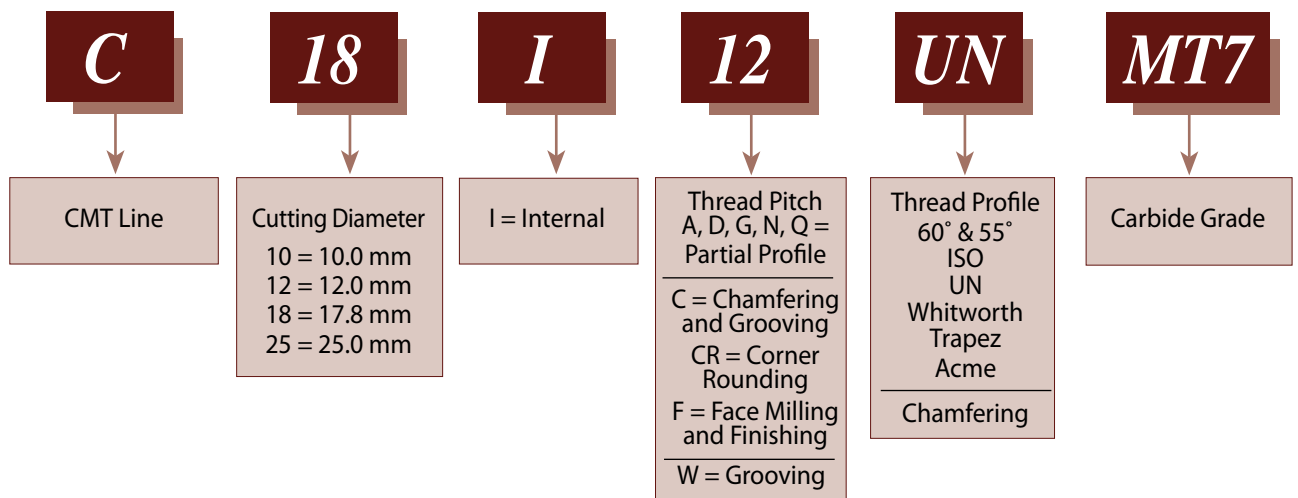 C 18 I 12 UN MT7
CMT Line
Cutting Diameter
10 = 10.0 mm
12 = 12.0 mm
18 = 17.8 mm
25 = 25.0 mm
I = Internal
Thread Pitch
A, D, G, N, Q =
Partial Profile
C = Chamfering
and Grooving
CR = Corner
Rounding
F = Face Milling
and Finishing
W = Grooving
Thread Profile
60° & 55°
ISO
UN
Whitworth
Trapez
Acme
Chamfering
Carbide Grade